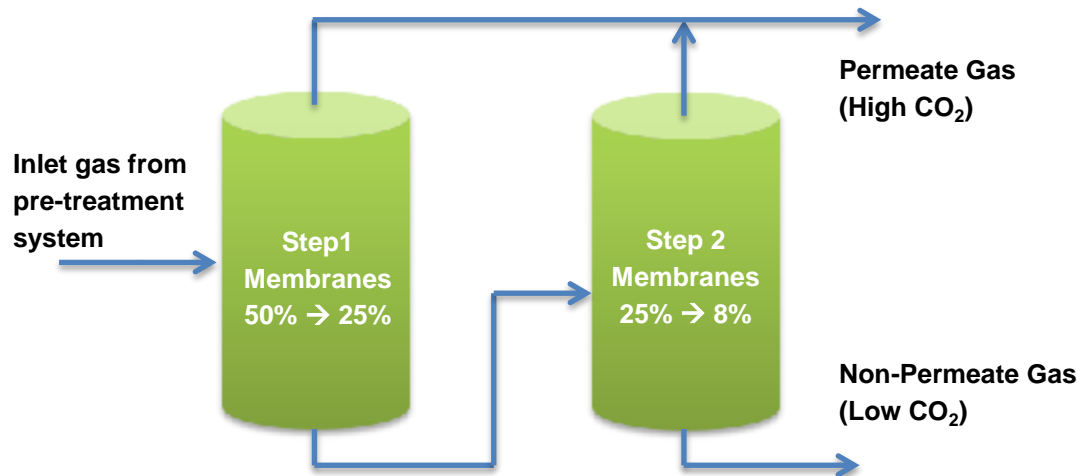 Inlet gas from
pre-treatment
system
Step1
Membranes
50% → 25%
Step 2
Membranes
25% → 8%
Permeate Gas
(High CO₂)
Non-Permeate Gas
(Low CO₂)